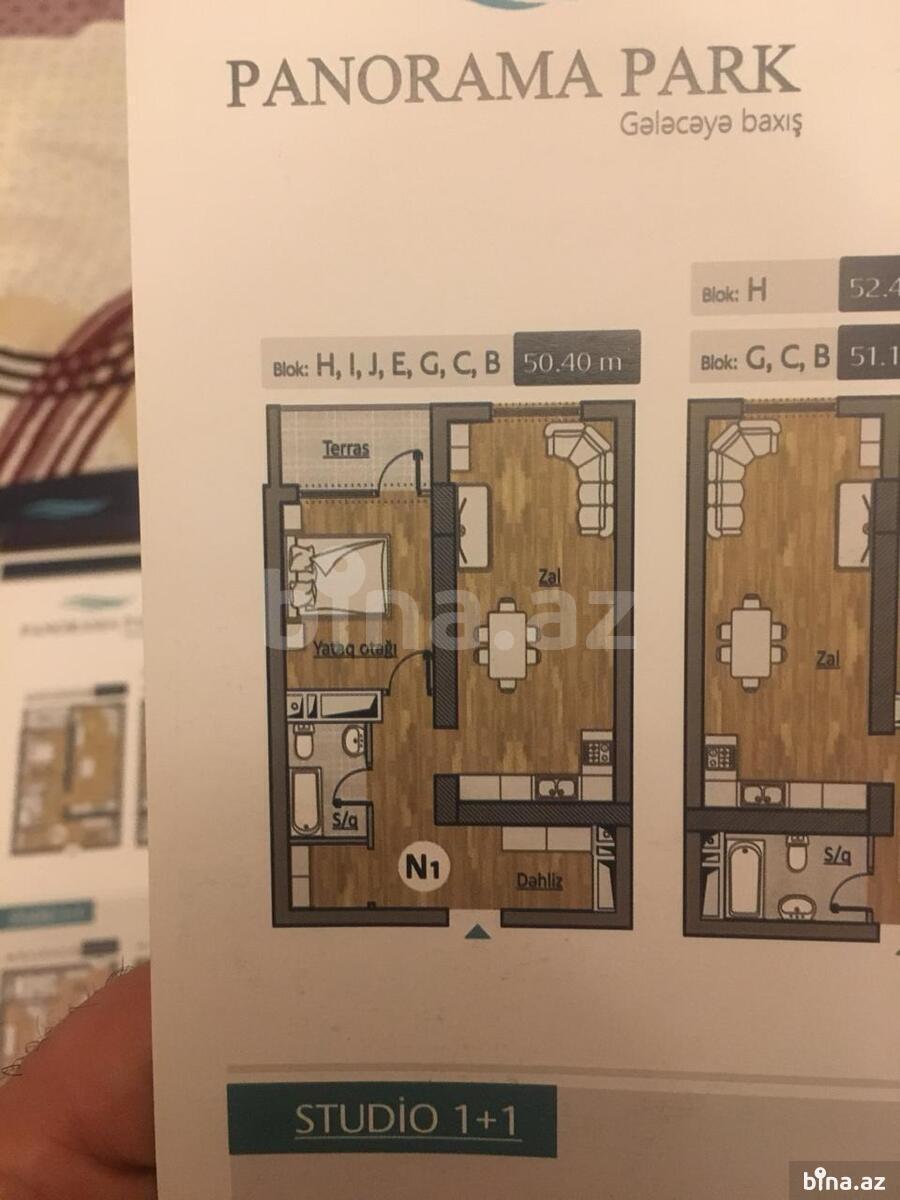 PANORAMA PARK
Gələcəyə baxış
Blok: H
52.4
Blok: H, I, J, E, G, C, B
50.40 m
Blok: G, C, B
51.1
Terras
Zal
Yataq otağı
Zal
S/q
S/q
N1
Dəhliz
STUDİO 1+1
bina.az
bina.az